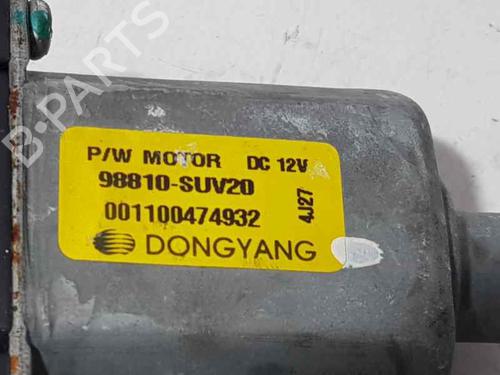 P/W MOTOR DC 12V
98810-SUV20
001100474932
4J27
DONGYANG
B-PARTS